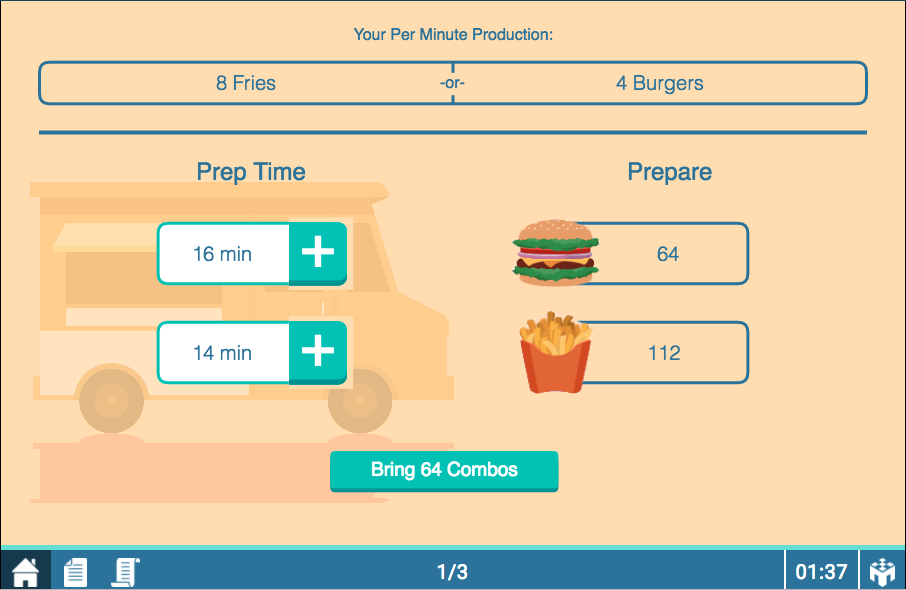 Your Per Minute Production:
8 Fries -or- 4 Burgers
Prep Time Prepare
16 min + 64
14 min + 112
Bring 64 Combos
1/3 01:37